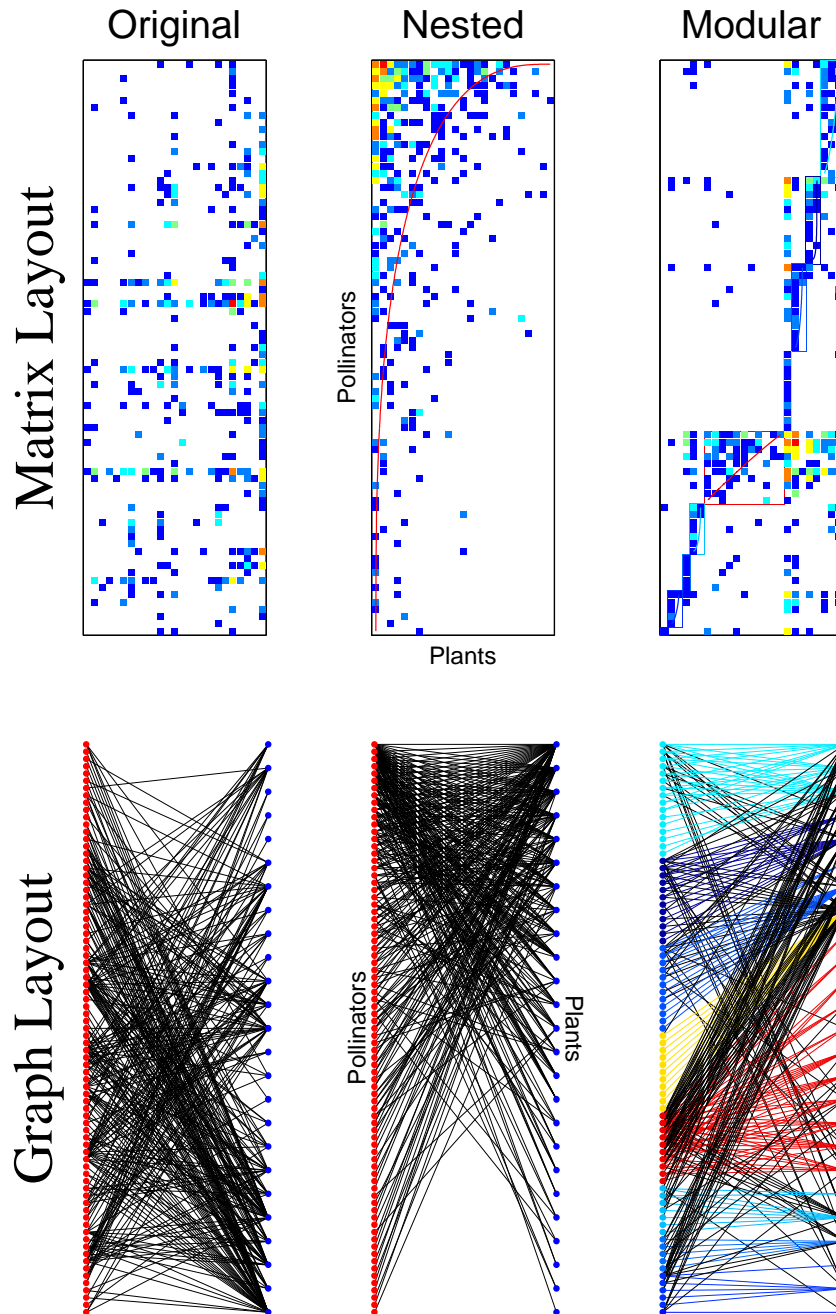 Original
Nested
Modular
Matrix Layout
Pollinators
Plants
Graph Layout
Pollinators
Plants